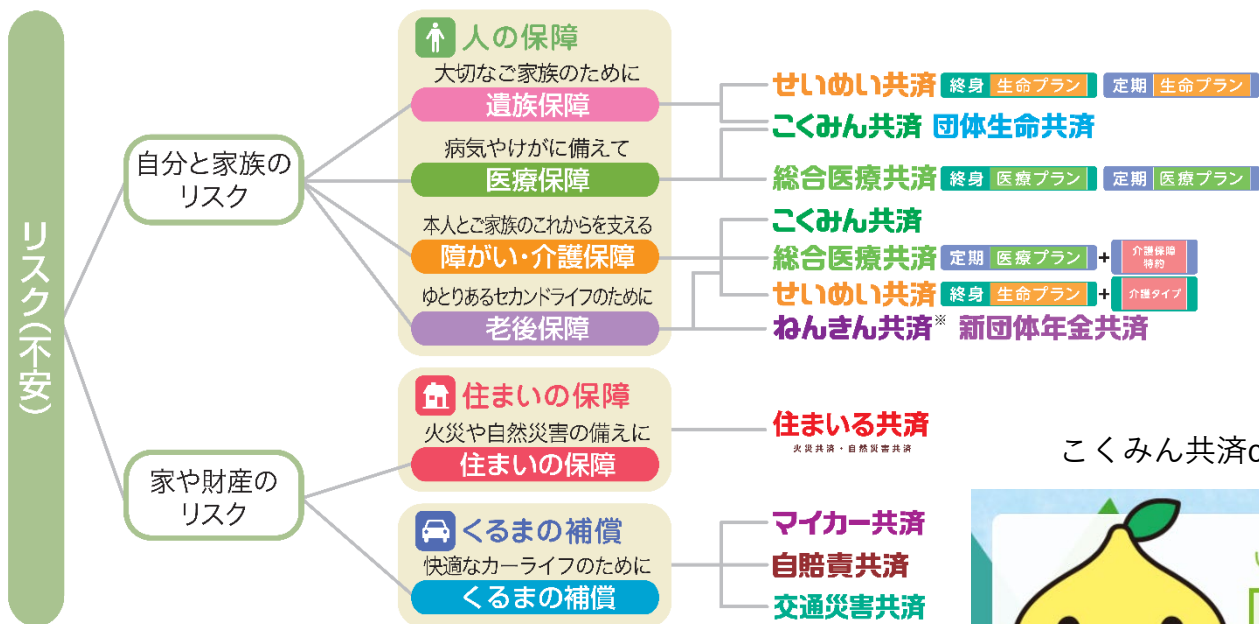 リスク(不安)
自分と家族の
リスク
家や財産の
リスク
人の保障
大切なご家族のために
遺族保障
病気やけがに備えて
医療保障
本人とご家族のこれからを支える
障がい・介護保障
ゆとりあるセカンドライフのために
老後保障
せいめい共済 終身 生命プラン 定期 生命プラン
こくみん共済 団体生命共済
総合医療共済 終身 医療プラン 定期 医療プラン
こくみん共済
総合医療共済 定期 医療プラン + 介護保障
特約
せいめい共済 終身 生命プラン + 介護タイプ
ねんきん共済※ 新団体年金共済
住まいの保障
火災や自然災害の備えに
住まいの保障
住まいる共済
火災共済・自然災害共済
くるまの補償
快適なカーライフのために
くるまの補償
マイカー共済
自賠責共済
交通災害共済
こくみん共済